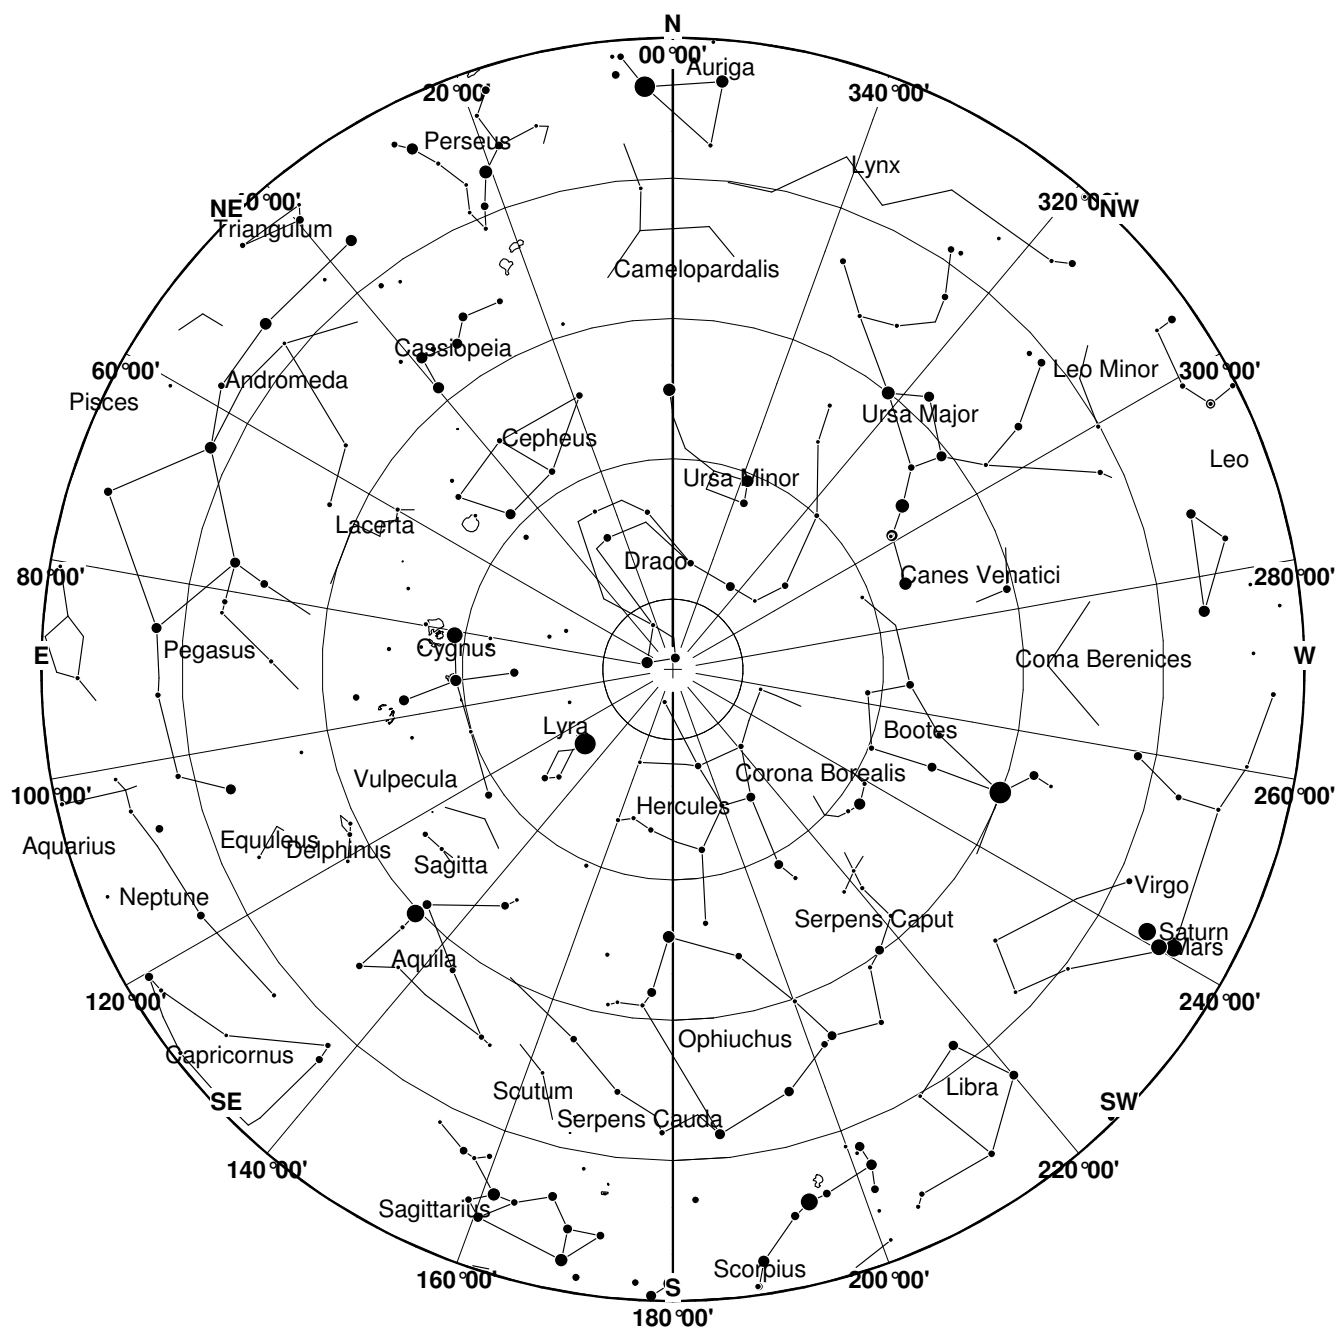 N
00°00'
Auriga
20°00'
340°00'
Perseus
Lynx
NE
0°00'
320°0
NW
Triangulum
Camelopardalis
Cassiopeia
60°00'
Andromeda
Leo Minor
300°00'
Pisces
Ursa Major
Cepheus
Leo
Ursa Minor
Lacerta
Draco
80°00'
Canes Venatici
280°00'
E
Pegasus
Cygnus
Coma Berenices
W
Lyra
Bootes
Vulpecula
Corona Borealis
100°00'
Hercules
260°00'
Aquarius
Equuleus
Delphinus
Sagitta
Neptune
Virgo
Serpens Caput
Saturn
Mars
Aquila
120°00'
240°00'
Capricornus
Ophiuchus
Scutum
Libra
SE
Serpens Cauda
SW
140°00'
220°00'
Sagittarius
Scorpius
160°00'
S
200°00'
180°00'